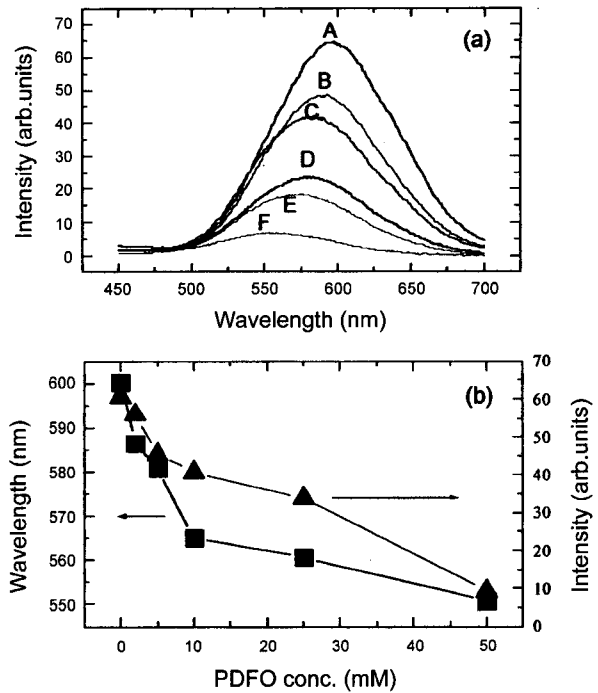 (a)
70
60
50
40
30
20
10
0
Intensity (arb.units)
A
B
C
D
E
F
450 500 550 600 650 700
Wavelength (nm)
(b)
600
590
580
570
560
550
Wavelength (nm)
70
60
50
40
30
20
10
0
Intensity (arb.units)
0 10 20 30 40 50
PDFO conc. (mM)